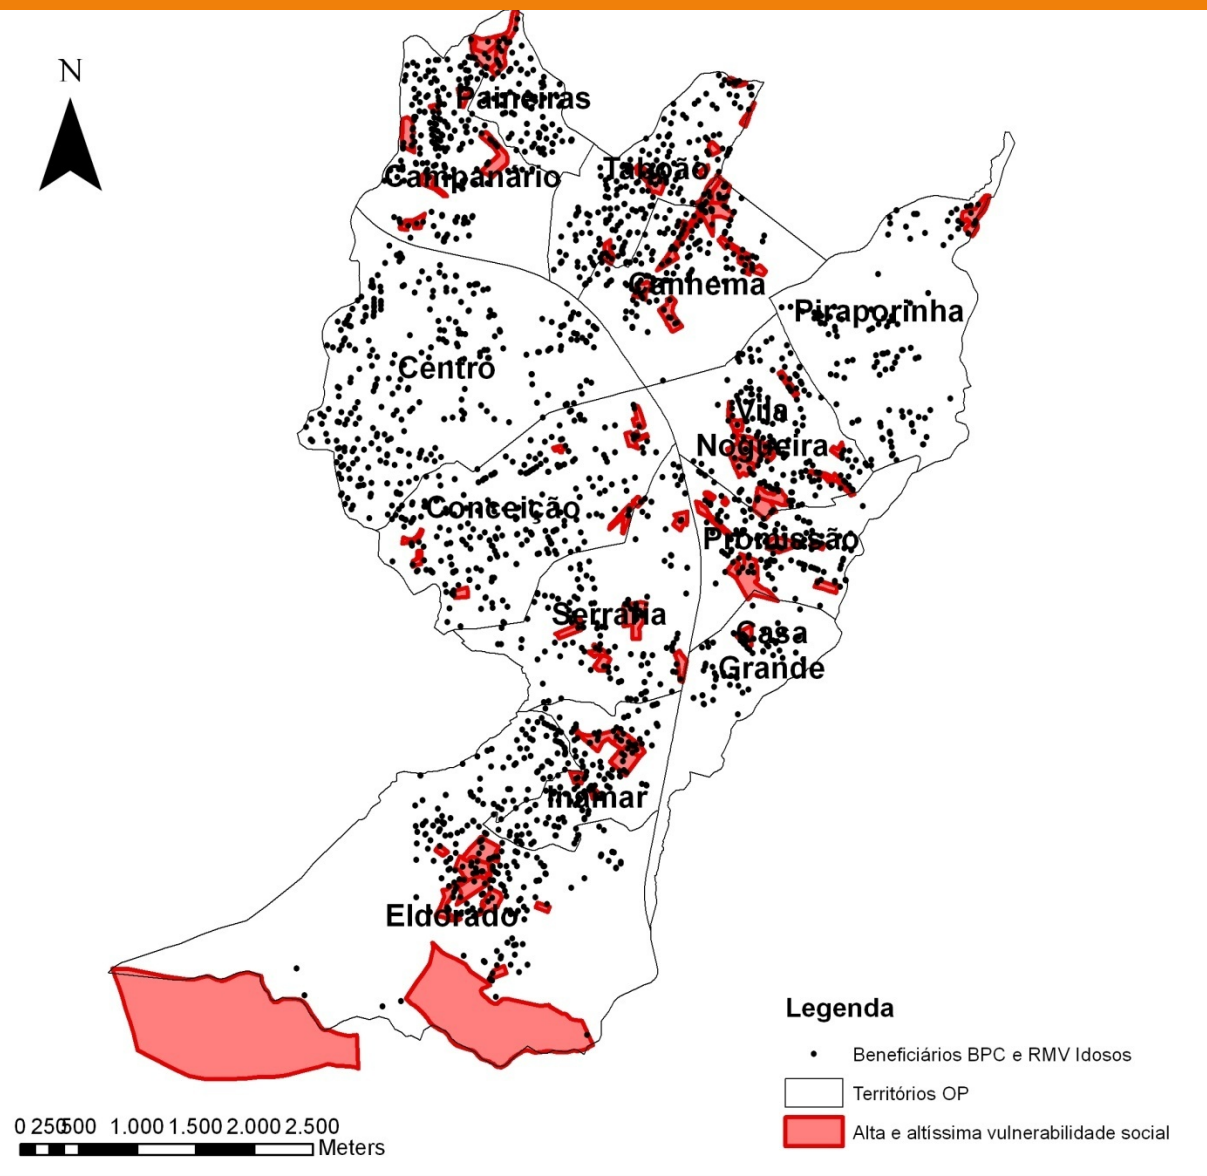 N
Paineiras
Campanário
Taboão
Canhema
Piraporinha
Centro
Vila
Nogueira
Conceição
Promissão
Serraria
Casa
Grande
Inamar
Eldorado
Legenda
Beneficiários BPC e RMV Idosos
Territórios OP
Alta e altíssima vulnerabilidade social
0 250500 1.000 1.500 2.000 2.500
Meters